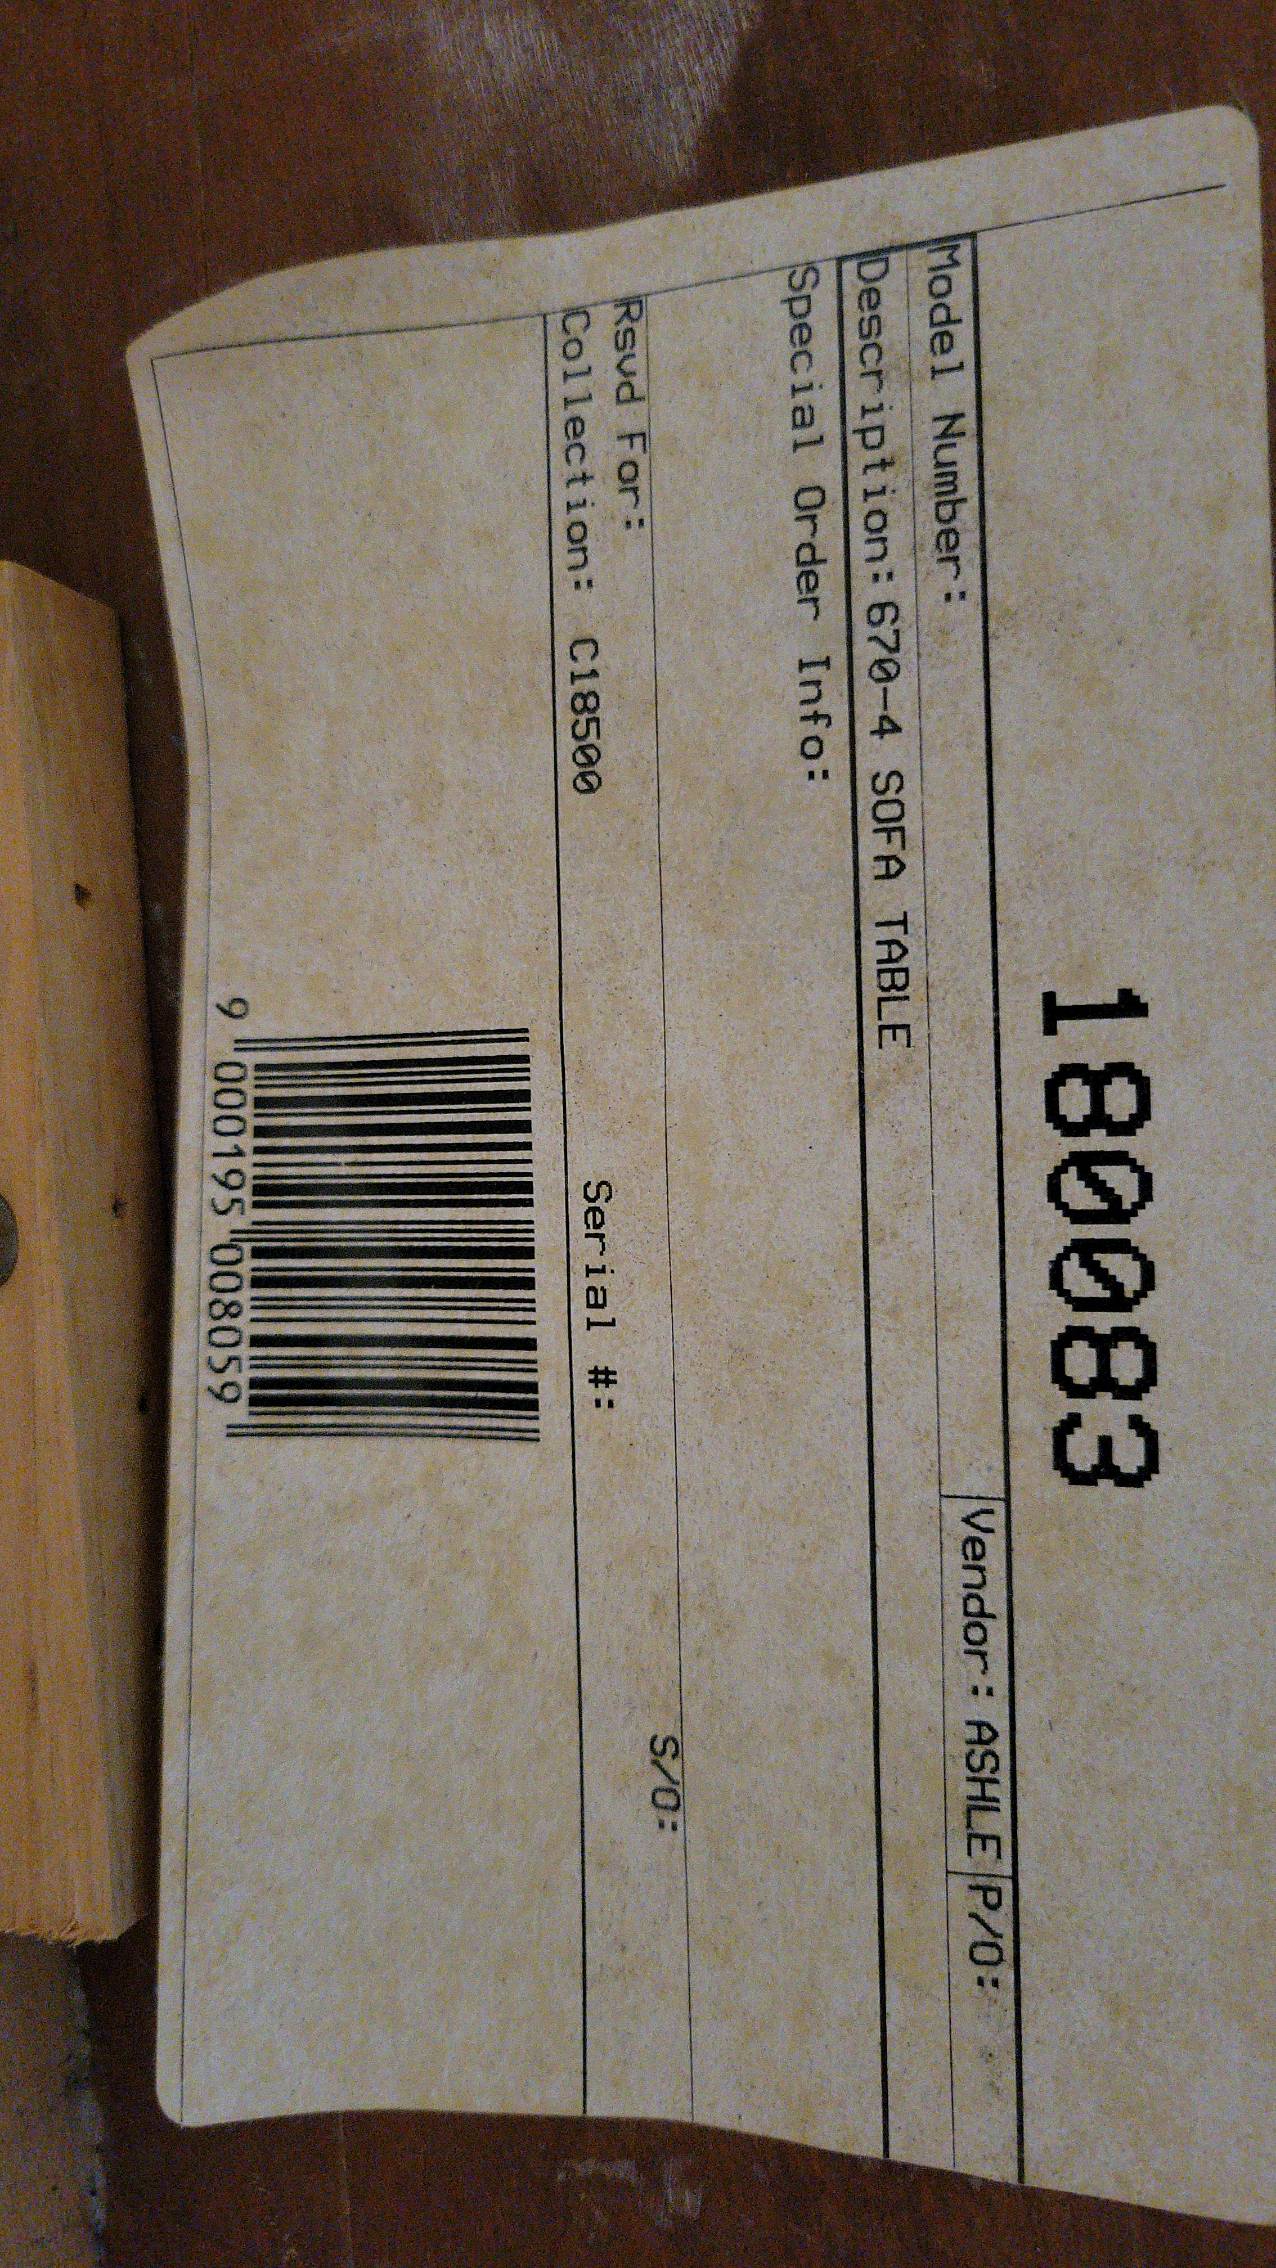 180083
Model Number: Vendor: ASHLE P/O:
Description: 670-4 SOFA TABLE
Special Order Info:
S/O:
Rsvd For:
Collection: C18500 Serial #:
9 000195 008059